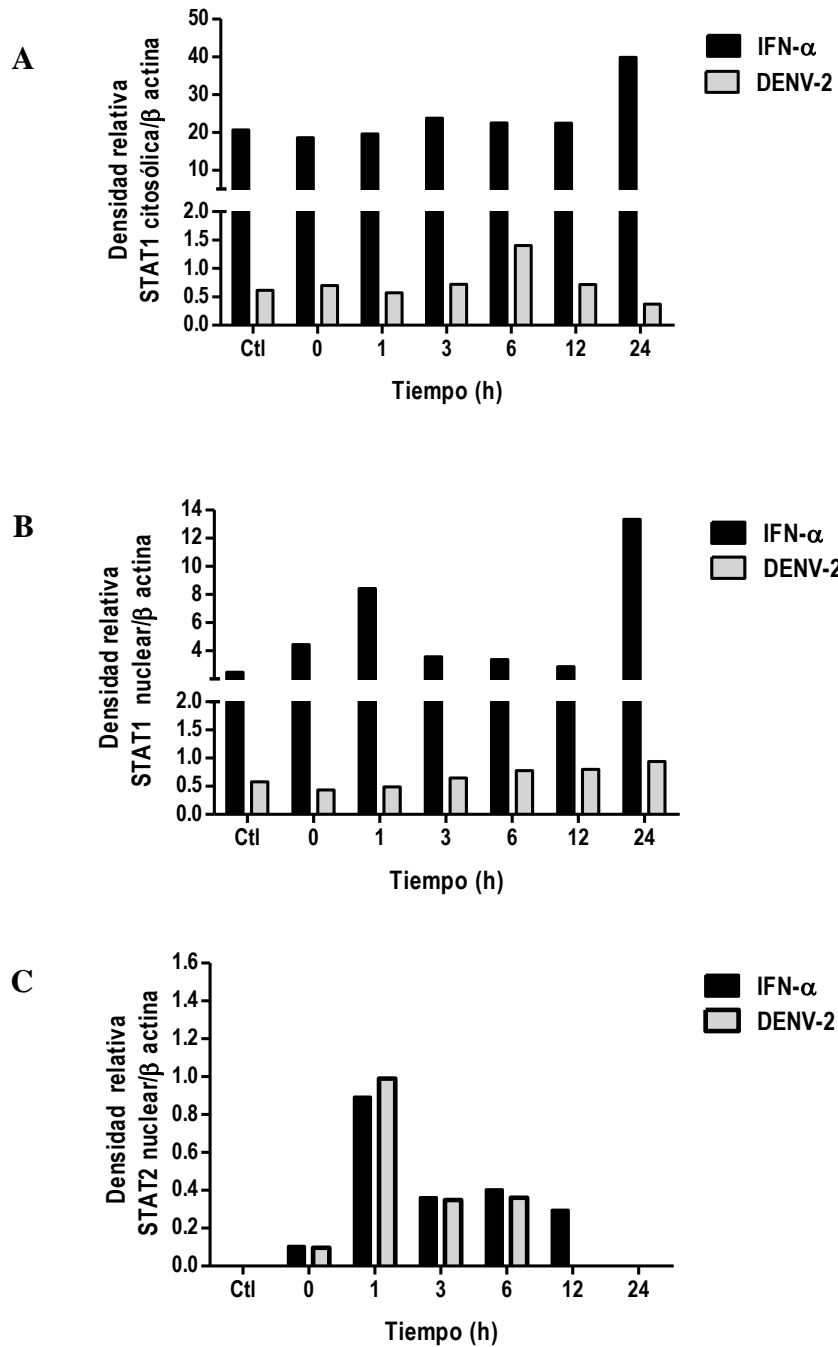 A
Densidad relativa
STAT1 citosólica/β actina
50
40
30
20
10
2.0
1.5
1.0
0.5
0.0
Ctl 0 1 3 6 12 24
Tiempo (h)
IFN-α
DENV-2
B
Densidad relativa
STAT1 nuclear/β actina
14
12
10
8
6
4
2.0
1.5
1.0
0.5
0.0
Ctl 0 1 3 6 12 24
Tiempo (h)
IFN-α
DENV-2
C
Densidad relativa
STAT2 nuclear/β actina
1.6
1.4
1.2
1.0
0.8
0.6
0.4
0.2
0.0
Ctl 0 1 3 6 12 24
Tiempo (h)
IFN-α
DENV-2